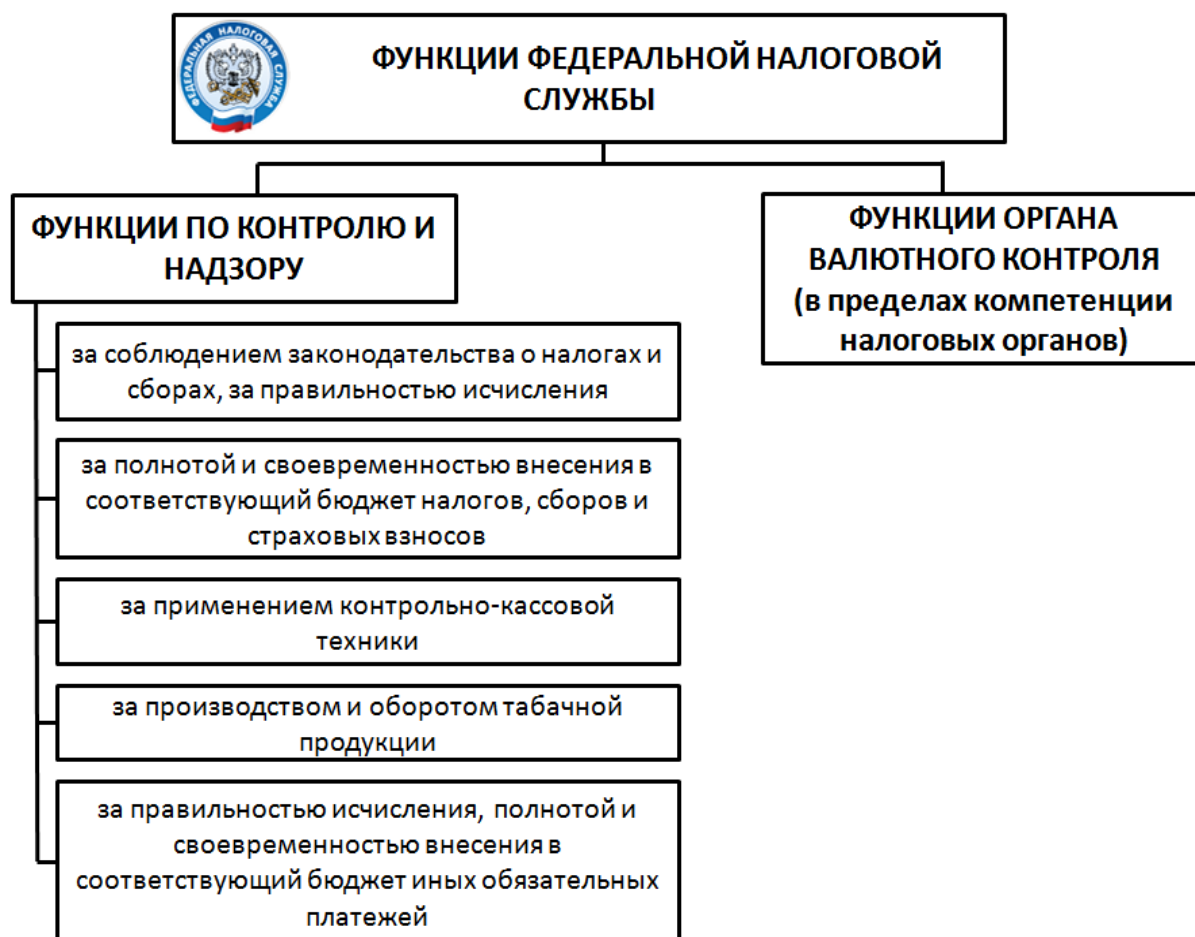 ФЕДЕРАЛЬНАЯ НАЛОГОВАЯ СЛУЖБА
ФУНКЦИИ ФЕДЕРАЛЬНОЙ НАЛОГОВОЙ
СЛУЖБЫ
ФУНКЦИИ ПО КОНТРОЛЮ И
НАДЗОРУ
за соблюдением законодательства о налогах и
сборах, за правильностью исчисления
за полнотой и своевременностью внесения в
соответствующий бюджет налогов, сборов и
страховых взносов
за применением контрольно-кассовой
техники
за производством и оборотом табачной
продукции
за правильностью исчисления, полнотой и
своевременностью внесения в
соответствующий бюджет иных обязательных
платежей
ФУНКЦИИ ОРГАНА
ВАЛЮТНОГО КОНТРОЛЯ
(в пределах компетенции
налоговых органов)